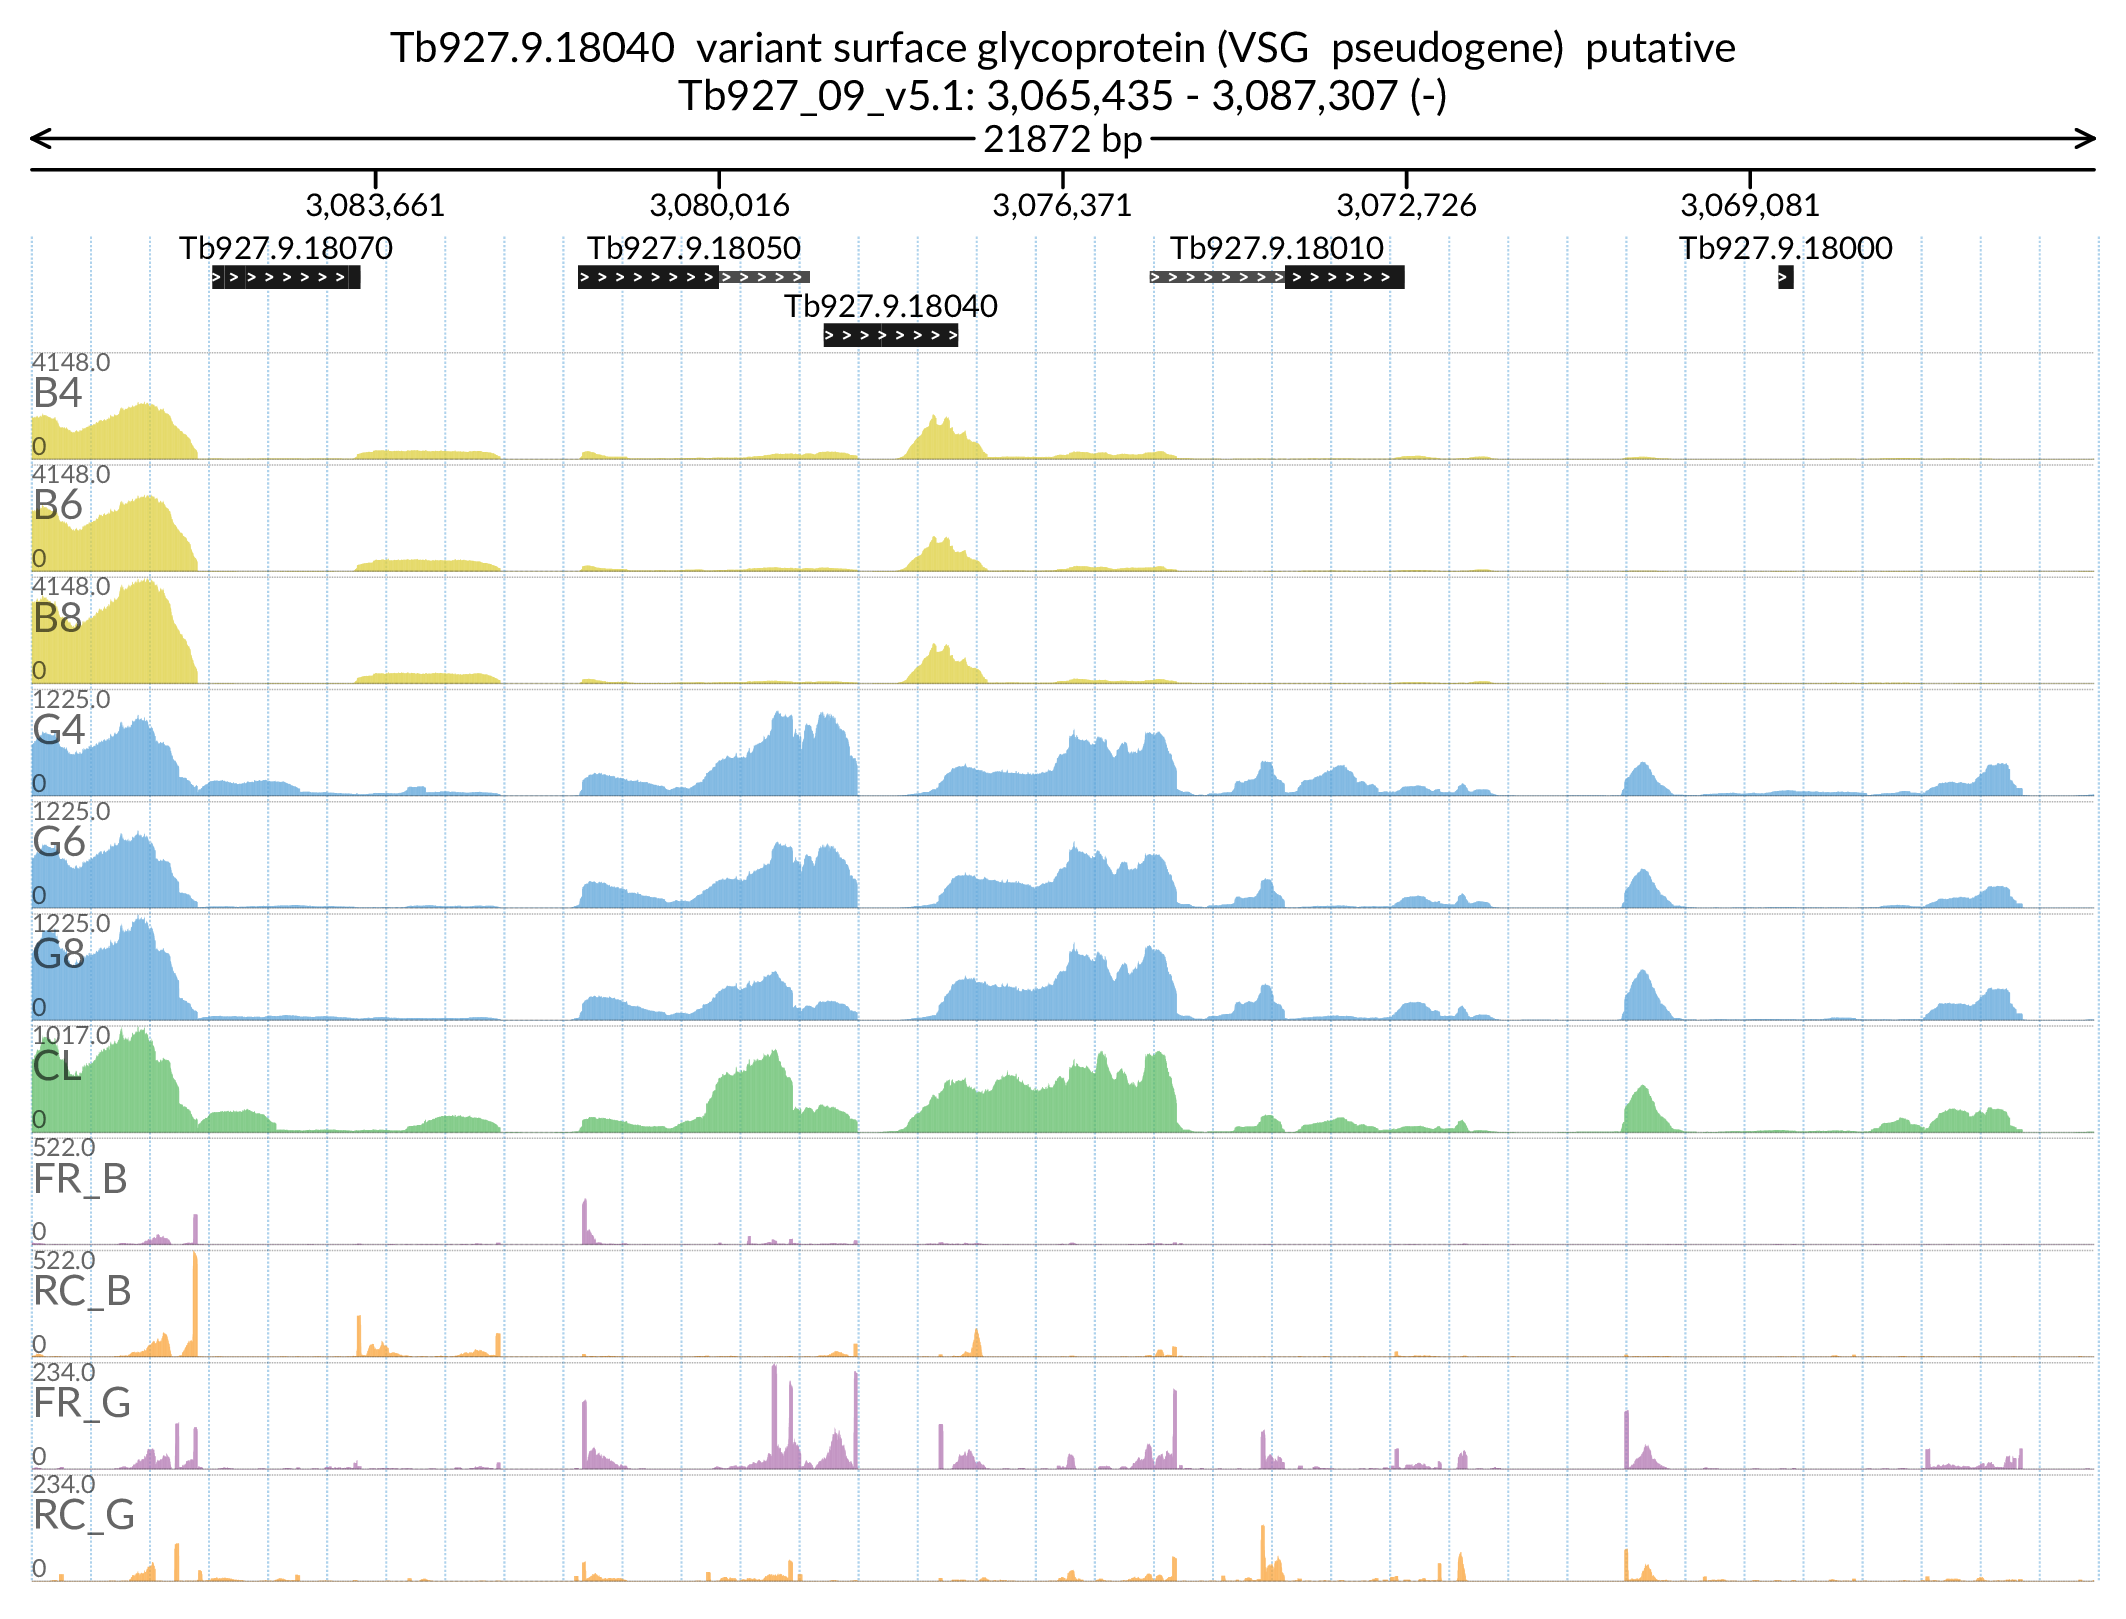 Tb927.9.18040  variant surface glycoprotein (VSG  pseudogene)  putative
Tb927_09_v5.1: 3,065,435 - 3,087,307 (-)
21872 bp
3,083,661 3,080,016 3,076,371 3,072,726 3,069,081
Tb927.9.18070 Tb927.9.18050 Tb927.9.18010 Tb927.9.18000
Tb927.9.18040
4148.0
B4
0
4148.0
B6
0
4148.0
B8
0
1225.0
G4
0
1225.0
G6
0
1225.0
G8
0
1017.0
CL
0
522.0
FR_B
0
522.0
RC_B
0
234.0
FR_G
0
234.0
RC_G
0